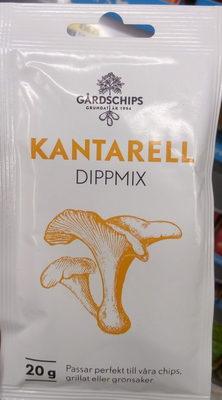 GÅRDSCHIPS
GRUNDAT ÅR 1994
KANTARELL
DIPPMIX
20 g
Passar perfekt till våra chips,
grillat eller grönsaker